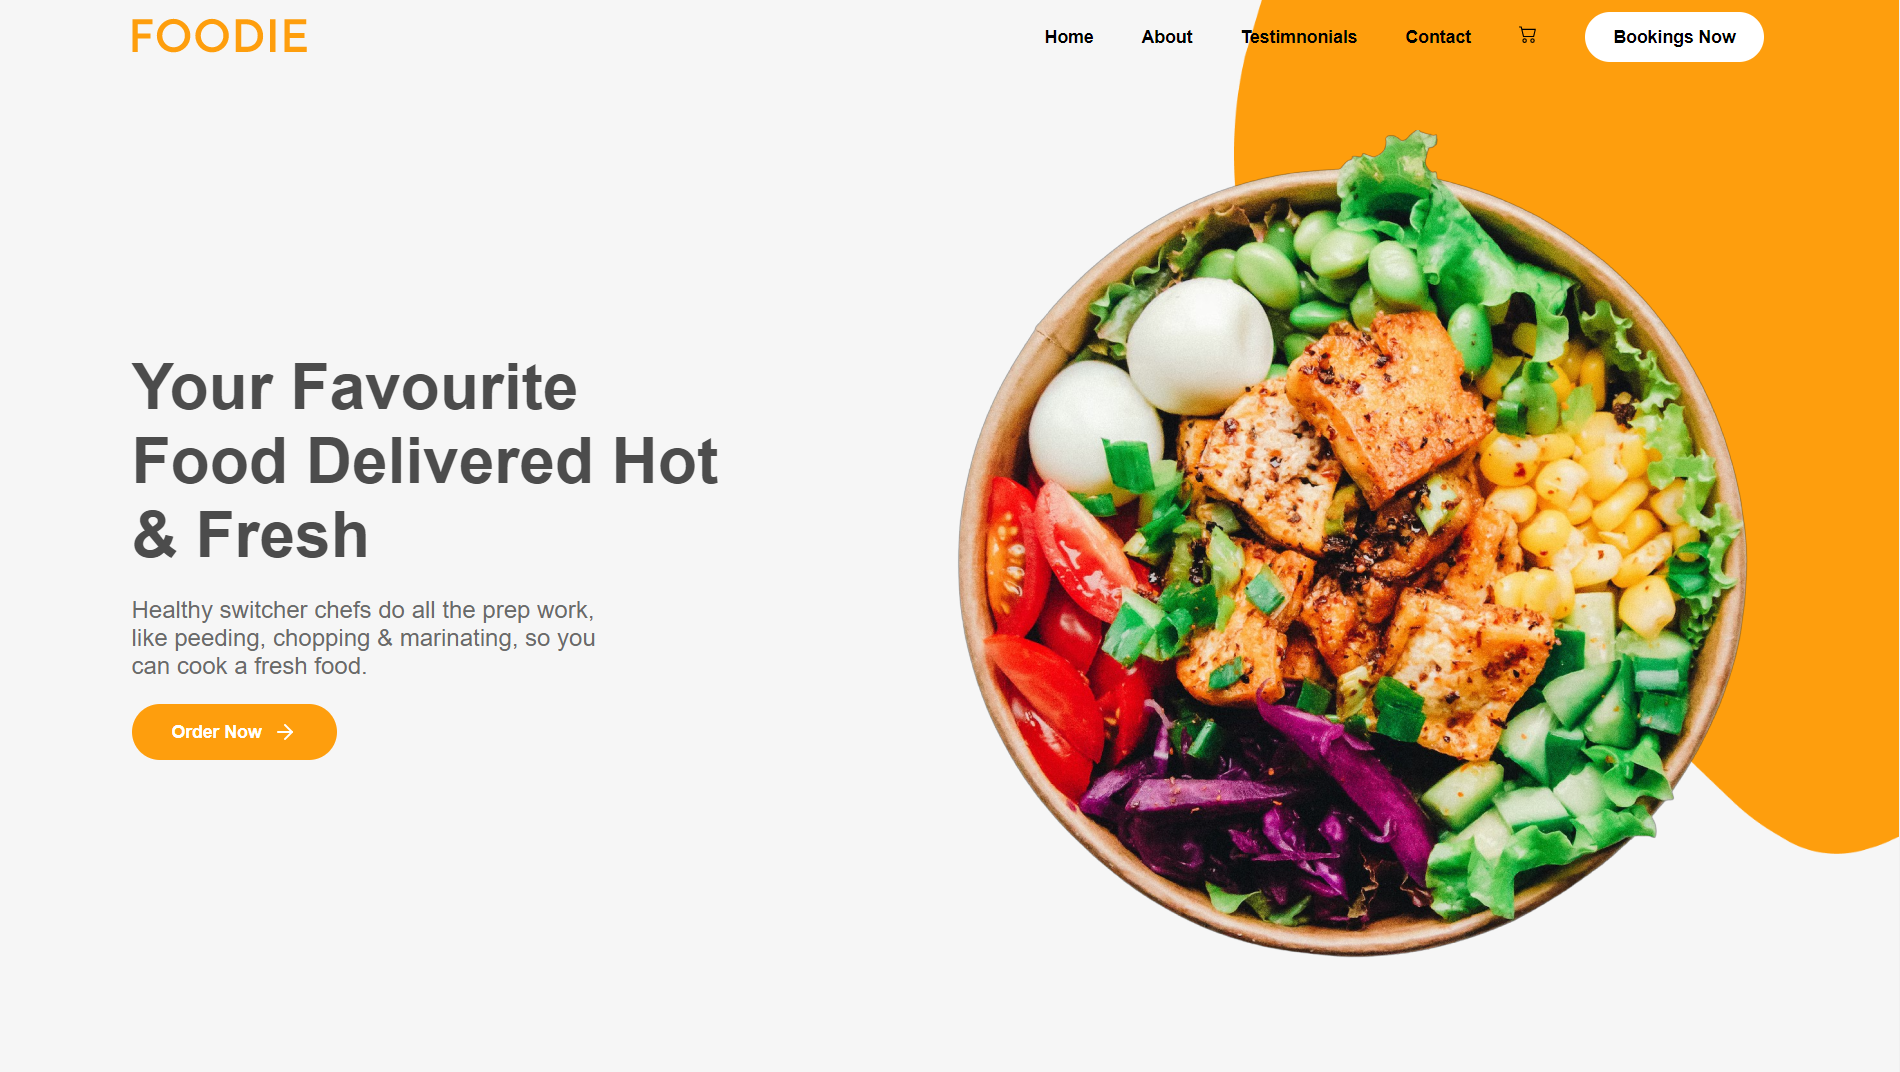 FOODIE
Home About Testimnonials Contact Bookings Now
Your Favourite
Food Delivered Hot
& Fresh
Healthy switcher chefs do all the prep work,
like peeding, chopping & marinating, so you
can cook a fresh food.
Order Now